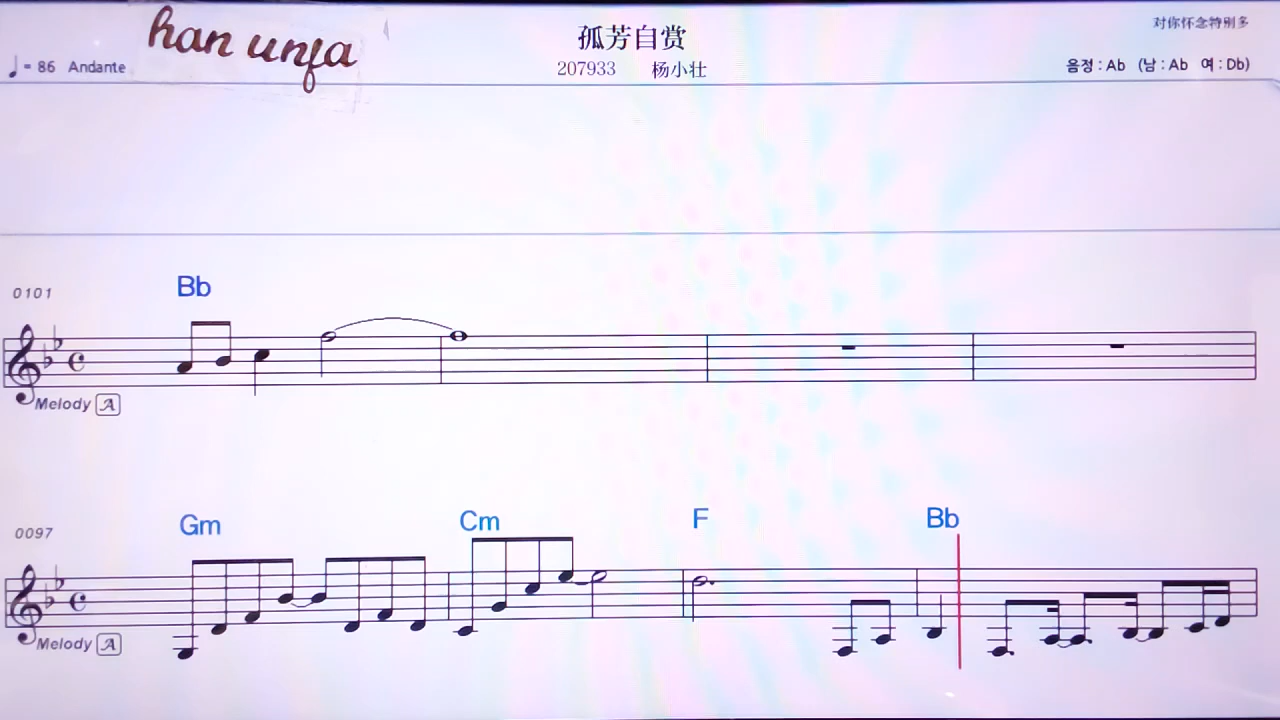 han unfa
孤芳自赏
对你怀念特别多
♩= 86 Andante
207933 杨小壮
음정 : Ab (남 : Ab 여 : Db)
0101
Bb
Melody A
0097
Gm Cm F Bb
Melody A